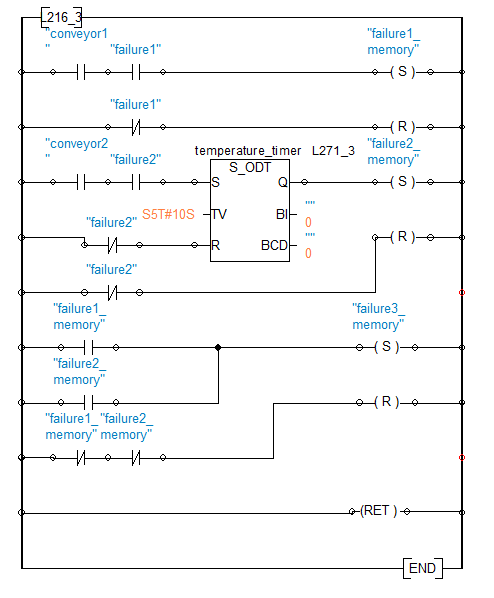 L216_3
"conveyor1
"
"failure1"
"failure1_
memory"
( S )
"failure1"
( R )
"conveyor2
"
"failure2"
temperature_timer
L271_3
"failure2_
memory"
S_ODT
S
Q
( S )
S5T#10S
TV
BI
""
0
"failure2"
R
BCD
""
0
( R )
"failure2"
"failure1_
memory"
"failure3_
memory"
( S )
"failure2_
memory"
( R )
"failure1_
memory"
"failure2_
memory"
(RET )
END